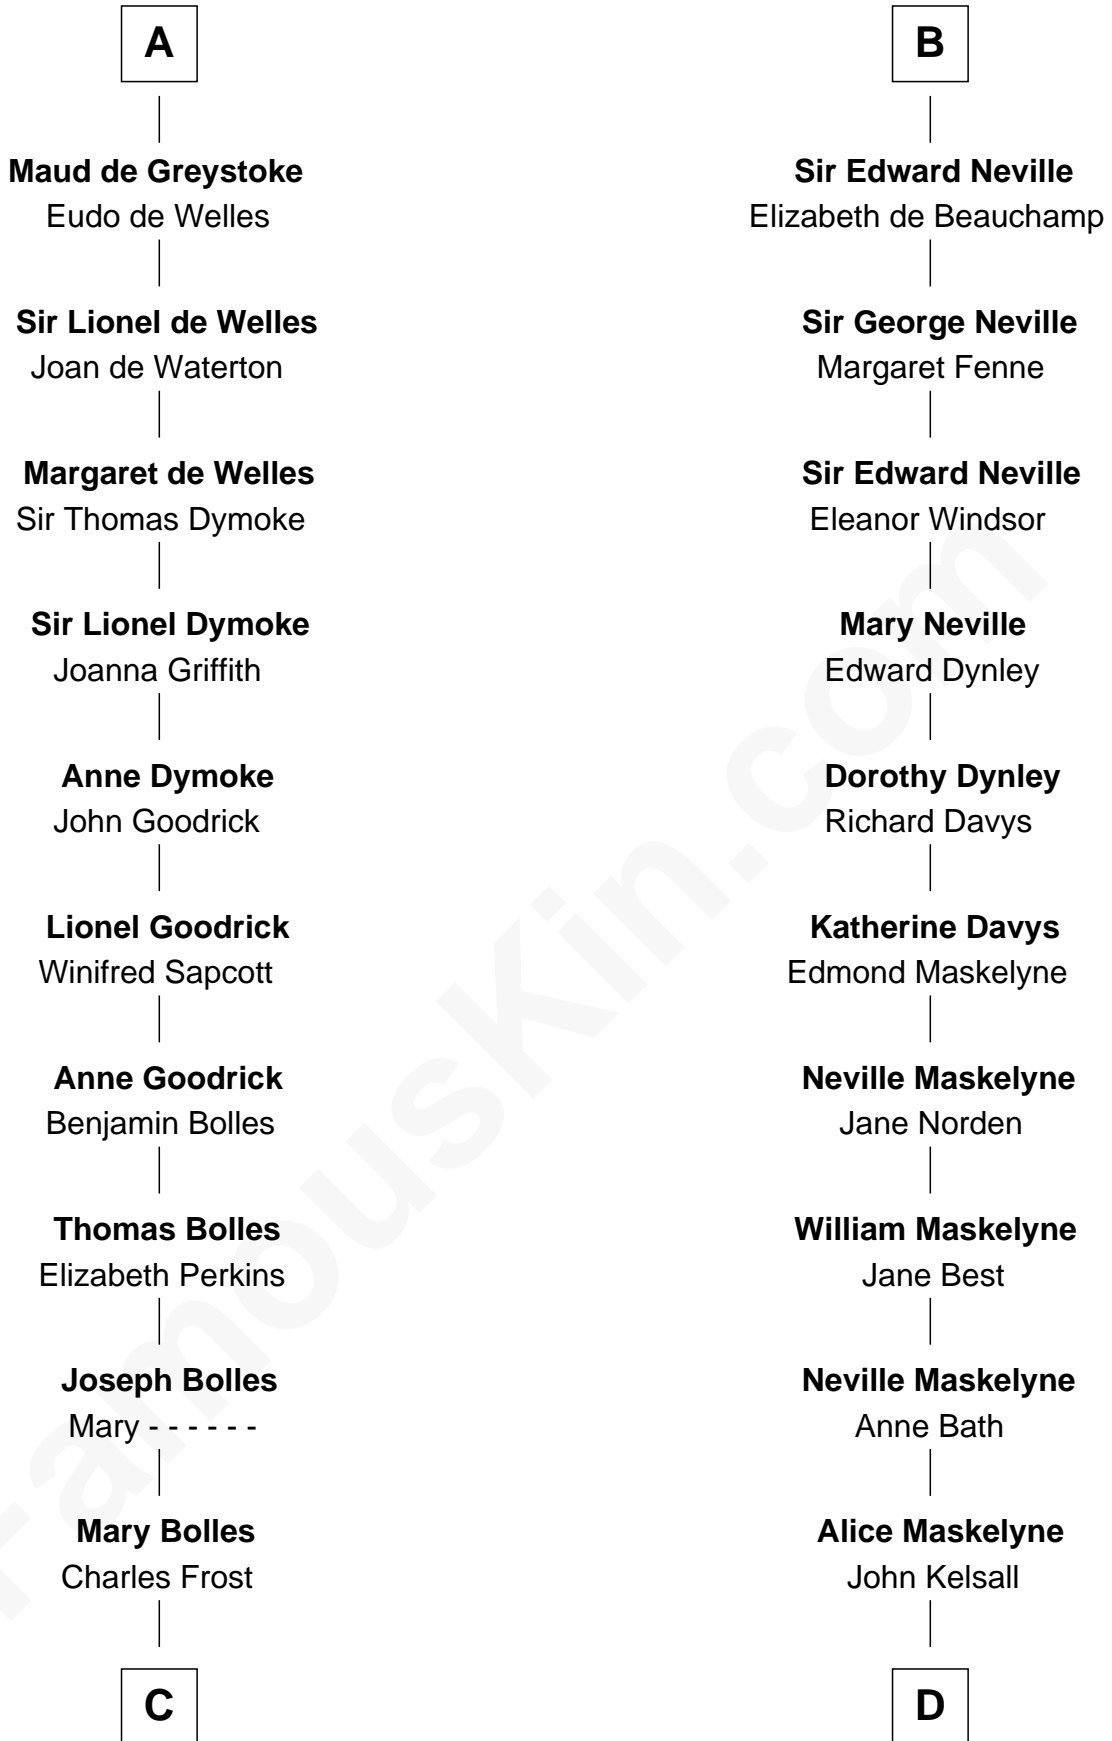 A
Maud de Greystoke
Eudo de Welles
Sir Lionel de Welles
Joan de Waterton
Margaret de Welles
Sir Thomas Dymoke
Sir Lionel Dymoke
Joanna Griffith
Anne Dymoke
John Goodrick
Lionel Goodrick
Winifred Sapcott
Anne Goodrick
Benjamin Bolles
Thomas Bolles
Elizabeth Perkins
Joseph Bolles
Mary - - - - - -
Mary Bolles
Charles Frost
C
B
Sir Edward Neville
Elizabeth de Beauchamp
Sir George Neville
Margaret Fenne
Sir Edward Neville
Eleanor Windsor
Mary Neville
Edward Dynley
Dorothy Dynley
Richard Davys
Katherine Davys
Edmond Maskelyne
Neville Maskelyne
Jane Norden
William Maskelyne
Jane Best
Neville Maskelyne
Anne Bath
Alice Maskelyne
John Kelsall
D
FamousKin.com